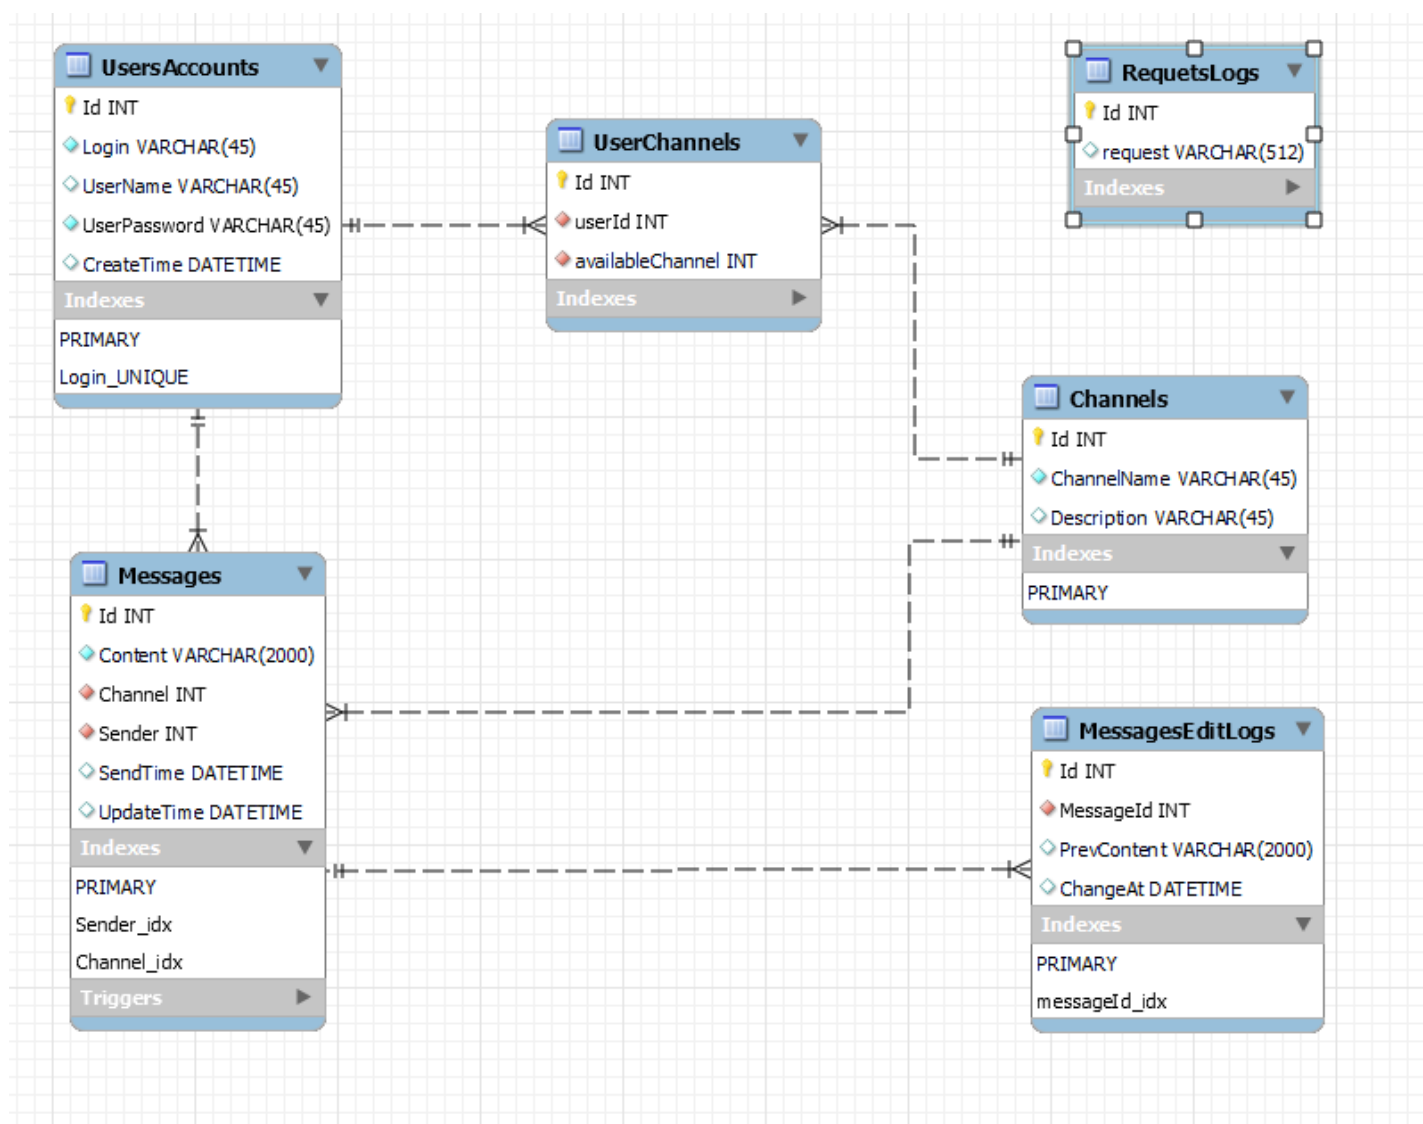 UsersAccounts
Id INT
Login VARCHAR(45)
UserName VARCHAR(45)
UserPassword VARCHAR(45)
CreateTime DATETIME
Indexes
PRIMARY
Login_UNIQUE
UserChannels
Id INT
userId INT
availableChannel INT
Indexes
RequetsLogs
Id INT
request VARCHAR(512)
Indexes
Channels
Id INT
ChannelName VARCHAR(45)
Description VARCHAR(45)
Indexes
PRIMARY
Messages
Id INT
Content VARCHAR(2000)
Channel INT
Sender INT
SendTime DATETIME
UpdateTime DATETIME
Indexes
PRIMARY
Sender_idx
Channel_idx
Triggers
MessagesEditLogs
Id INT
MessageId INT
PrevContent VARCHAR(2000)
ChangeAt DATETIME
Indexes
PRIMARY
messageId_idx